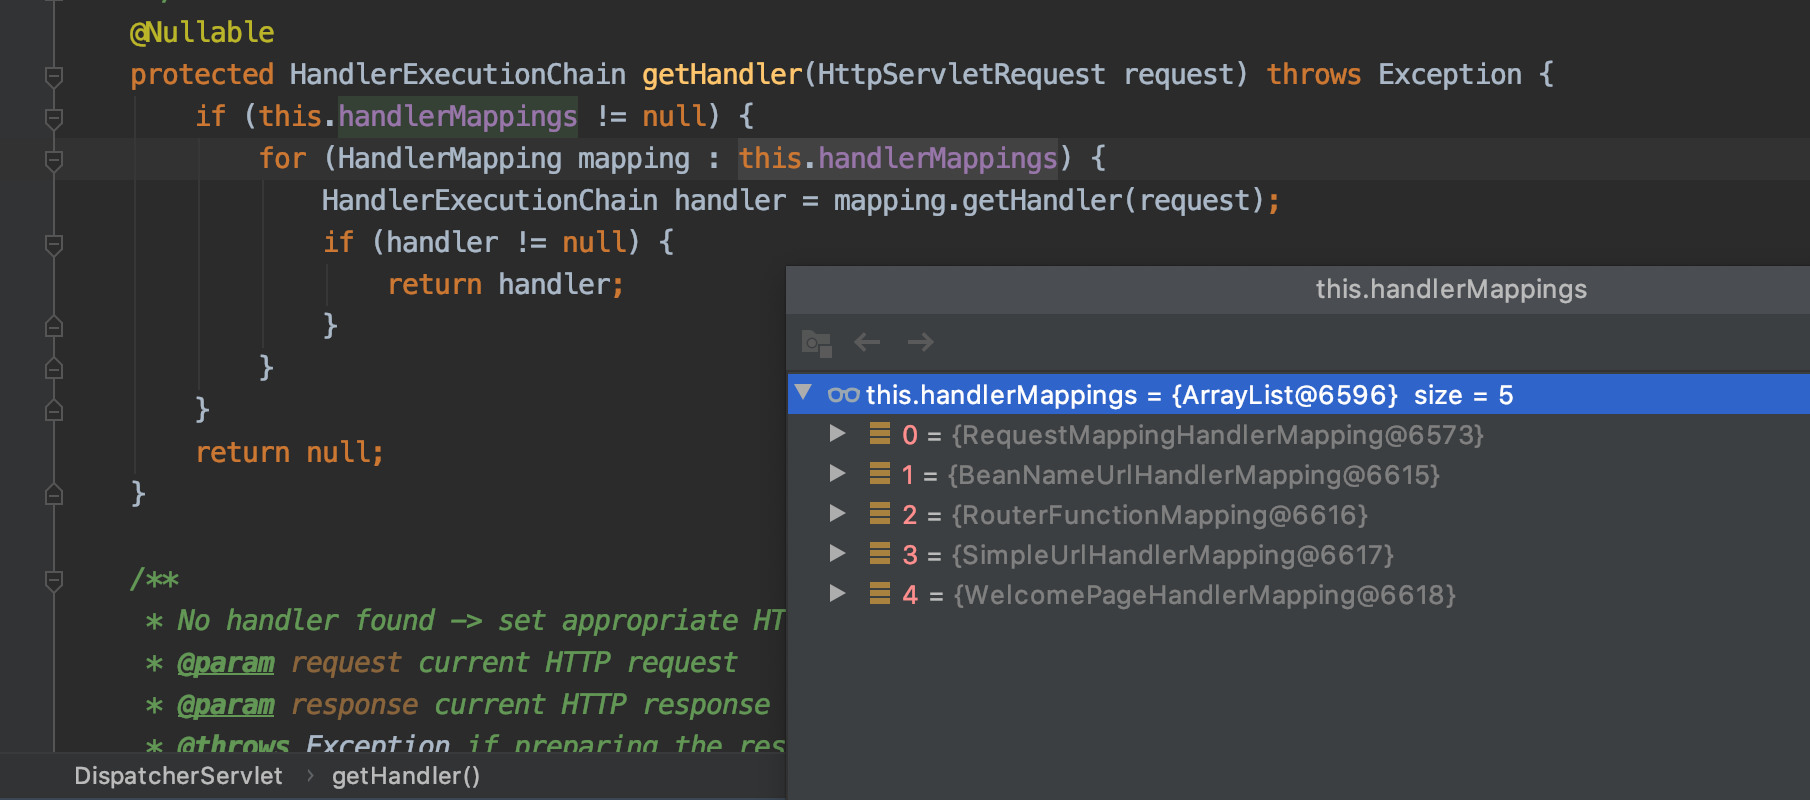 @Nullable
protected HandlerExecutionChain getHandler(HttpServletRequest request) throws Exception {
if (this.handlerMappings != null) {
for (HandlerMapping mapping : this.handlerMappings) {
HandlerExecutionChain handler = mapping.getHandler(request);
if (handler != null) {
return handler;
}
}
}
return null;
}
/**
* No handler found -> set appropriate HT
* @param request current HTTP request
* @param response current HTTP response
* @throws Exception if preparing the res
DispatcherServlet › getHandler()
this.handlerMappings
this.handlerMappings = {ArrayList@6596} size = 5
0 = {RequestMappingHandlerMapping@6573}
1 = {BeanNameUrlHandlerMapping@6615}
2 = {RouterFunctionMapping@6616}
3 = {SimpleUrlHandlerMapping@6617}
4 = {WelcomePageHandlerMapping@6618}